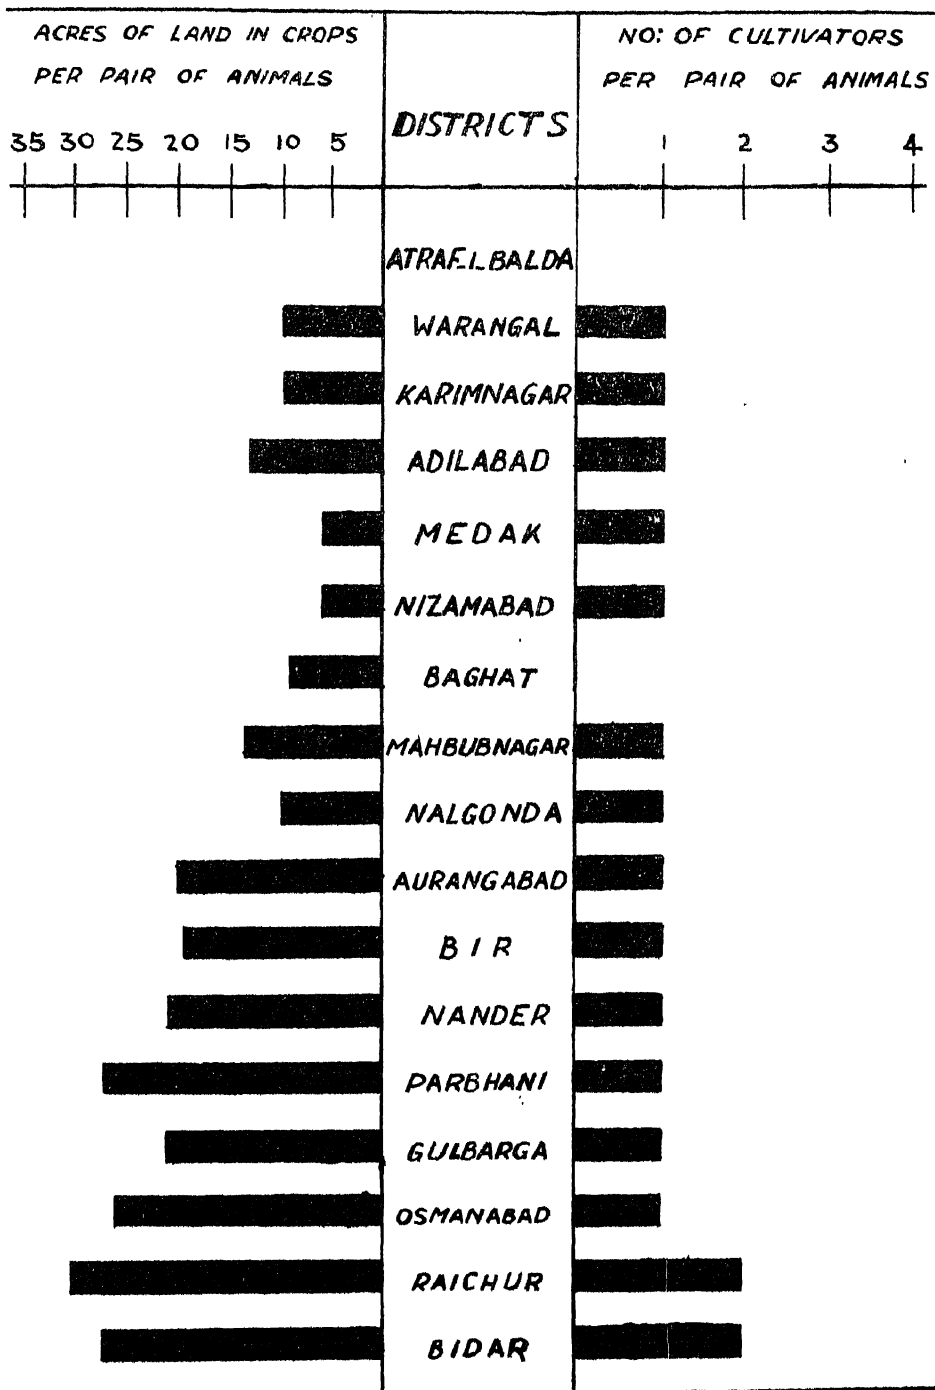 ACRES OF LAND IN CROPS
PER PAIR OF ANIMALS
35 30 25 20 15 10 5
DISTRICTS
NO: OF CULTIVATORS
PER PAIR OF ANIMALS
1 2 3 4
ATRAF.I.BALDA
WARANGAL
KARIMNAGAR
ADILABAD
MEDAK
NIZAMABAD
BAGHAT
MAHBUBNAGAR
NALGONDA
AURANGABAD
BIR
NANDER
PARBHANI
GULBARGA
OSMANABAD
RAICHUR
BIDAR